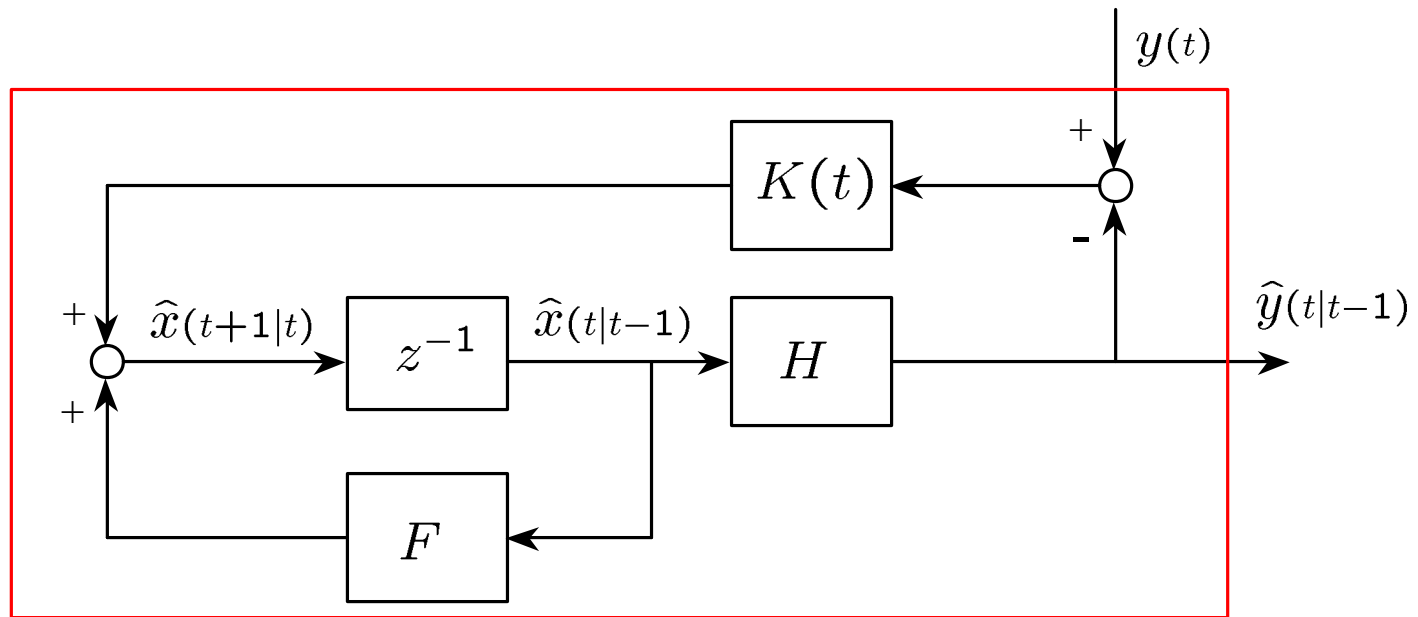 y(t)
+
K(t)
-
+
x̂(t+1|t)
z⁻¹
x̂(t|t−1)
H
ŷ(t|t−1)
+
F